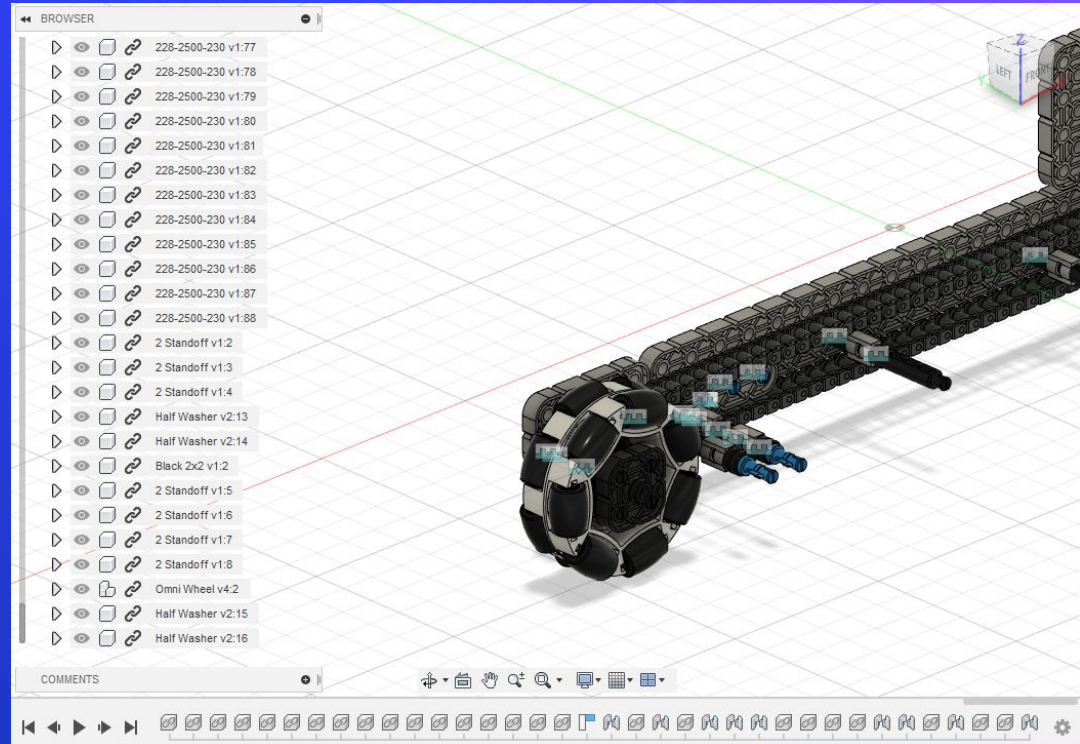 BROWSER
228-2500-230 v1:77
228-2500-230 v1:78
228-2500-230 v1:79
228-2500-230 v1:80
228-2500-230 v1:81
228-2500-230 v1:82
228-2500-230 v1:83
228-2500-230 v1:84
228-2500-230 v1:85
228-2500-230 v1:86
228-2500-230 v1:87
228-2500-230 v1:88
2 Standoff v1:2
2 Standoff v1:3
2 Standoff v1:4
Half Washer v2:13
Half Washer v2:14
Black 2x2 v1:2
2 Standoff v1:5
2 Standoff v1:6
2 Standoff v1:7
2 Standoff v1:8
Omni Wheel v4:2
Half Washer v2:15
Half Washer v2:16
COMMENTS
Z
LEFT
FRONT
Y